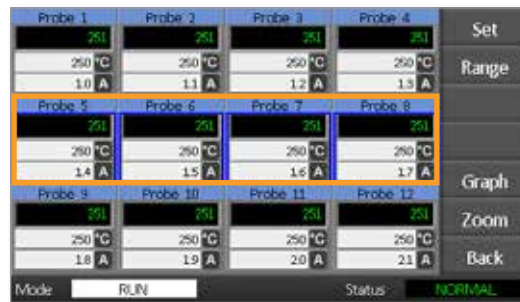 Probe 1 Probe 2 Probe 3 Probe 4 Set
251 251 251 251
250 °C 250 °C 250 °C 250 °C Range
1.0 A 1.1 A 1.2 A 1.3 A
Probe 5 Probe 6 Probe 7 Probe 8
251 251 251 251
250 °C 250 °C 250 °C 250 °C
1.4 A 1.5 A 1.6 A 1.7 A Graph
Probe 9 Probe 10 Probe 11 Probe 12
251 251 251 251 Zoom
250 °C 250 °C 250 °C 250 °C
1.8 A 1.9 A 2.0 A 2.1 A Back
Mode RUN Status NORMAL